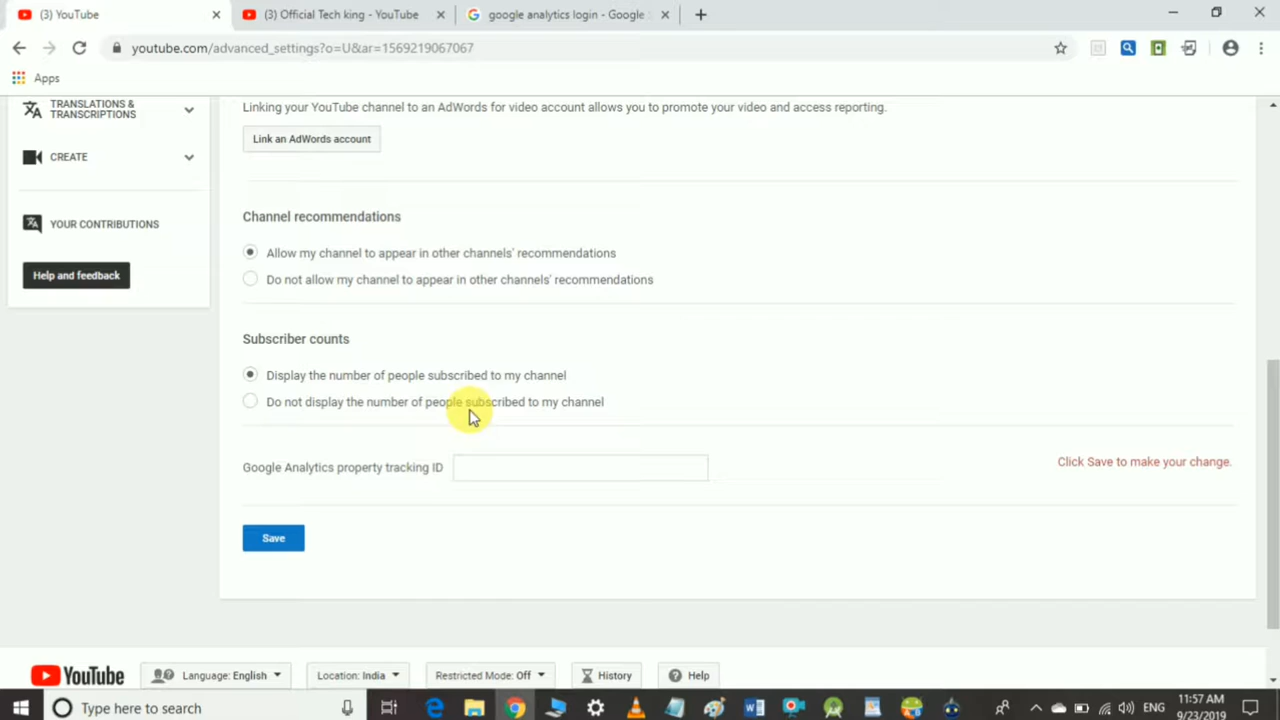 (3) YouTube
(3) Official Tech king - YouTube
google analytics login - Google
youtube.com/advanced_settings?o=U&ar=1569219067067
Apps
TRANSLATIONS &
TRANSCRIPTIONS
CREATE
YOUR CONTRIBUTIONS
Help and feedback
Linking your YouTube channel to an AdWords for video account allows you to promote your video and access reporting.
Link an AdWords account
Channel recommendations
Allow my channel to appear in other channels' recommendations
Do not allow my channel to appear in other channels' recommendations
Subscriber counts
Display the number of people subscribed to my channel
Do not display the number of people subscribed to my channel
Google Analytics property tracking ID
Click Save to make your change.
Save
YouTube
Language: English
Location: India
Restricted Mode: Off
History
Help
Type here to search
ENG
11:57 AM
9/23/2019